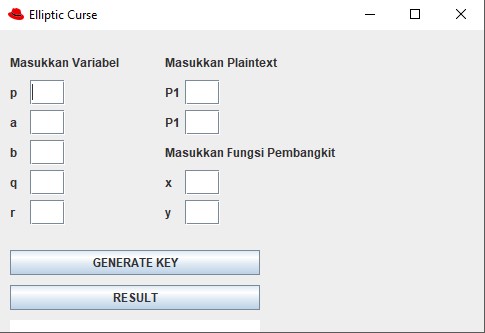 Elliptic Curse
Masukkan Variabel
p
a
b
q
r
Masukkan Plaintext
P1
P1
Masukkan Fungsi Pembangkit
x
y
GENERATE KEY
RESULT